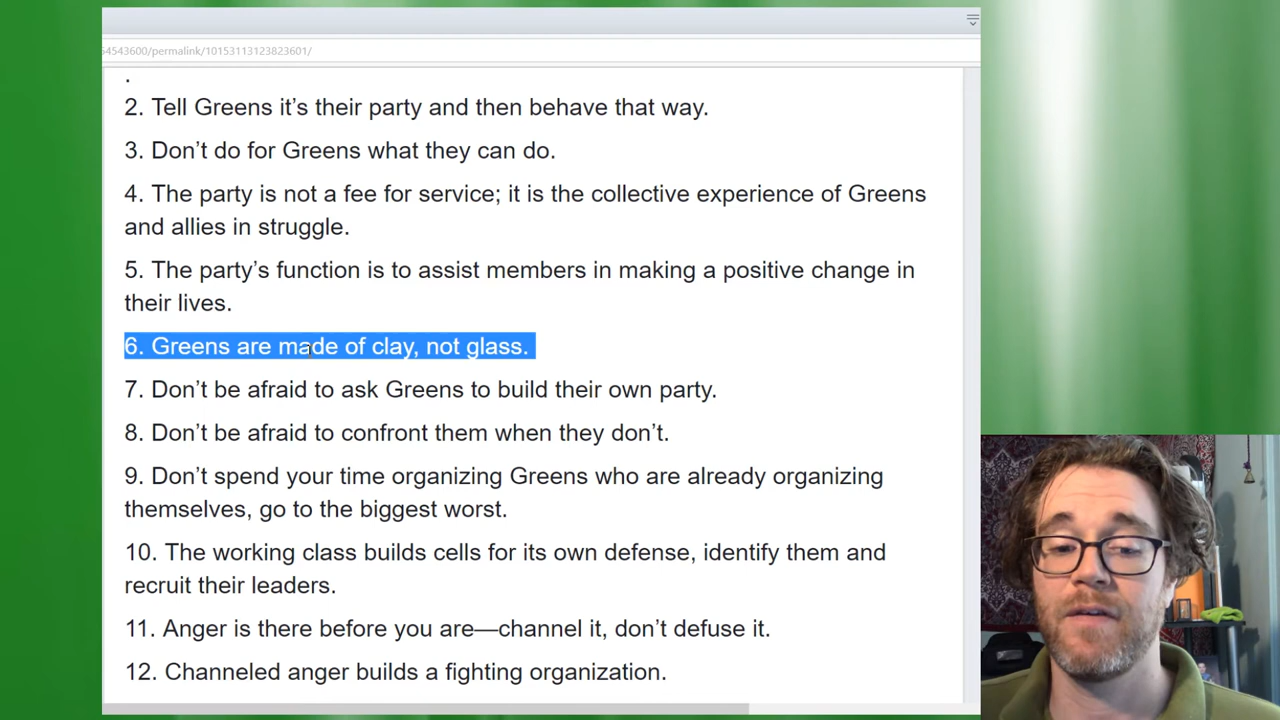 54543600/permalink/10153113123823601/
.
2. Tell Greens it’s their party and then behave that way.
3. Don’t do for Greens what they can do.
4. The party is not a fee for service; it is the collective experience of Greens
and allies in struggle.
5. The party’s function is to assist members in making a positive change in
their lives.
6. Greens are made of clay, not glass.
7. Don’t be afraid to ask Greens to build their own party.
8. Don’t be afraid to confront them when they don’t.
9. Don’t spend your time organizing Greens who are already organizing
themselves, go to the biggest worst.
10. The working class builds cells for its own defense, identify them and
recruit their leaders.
11. Anger is there before you are—channel it, don’t defuse it.
12. Channeled anger builds a fighting organization.